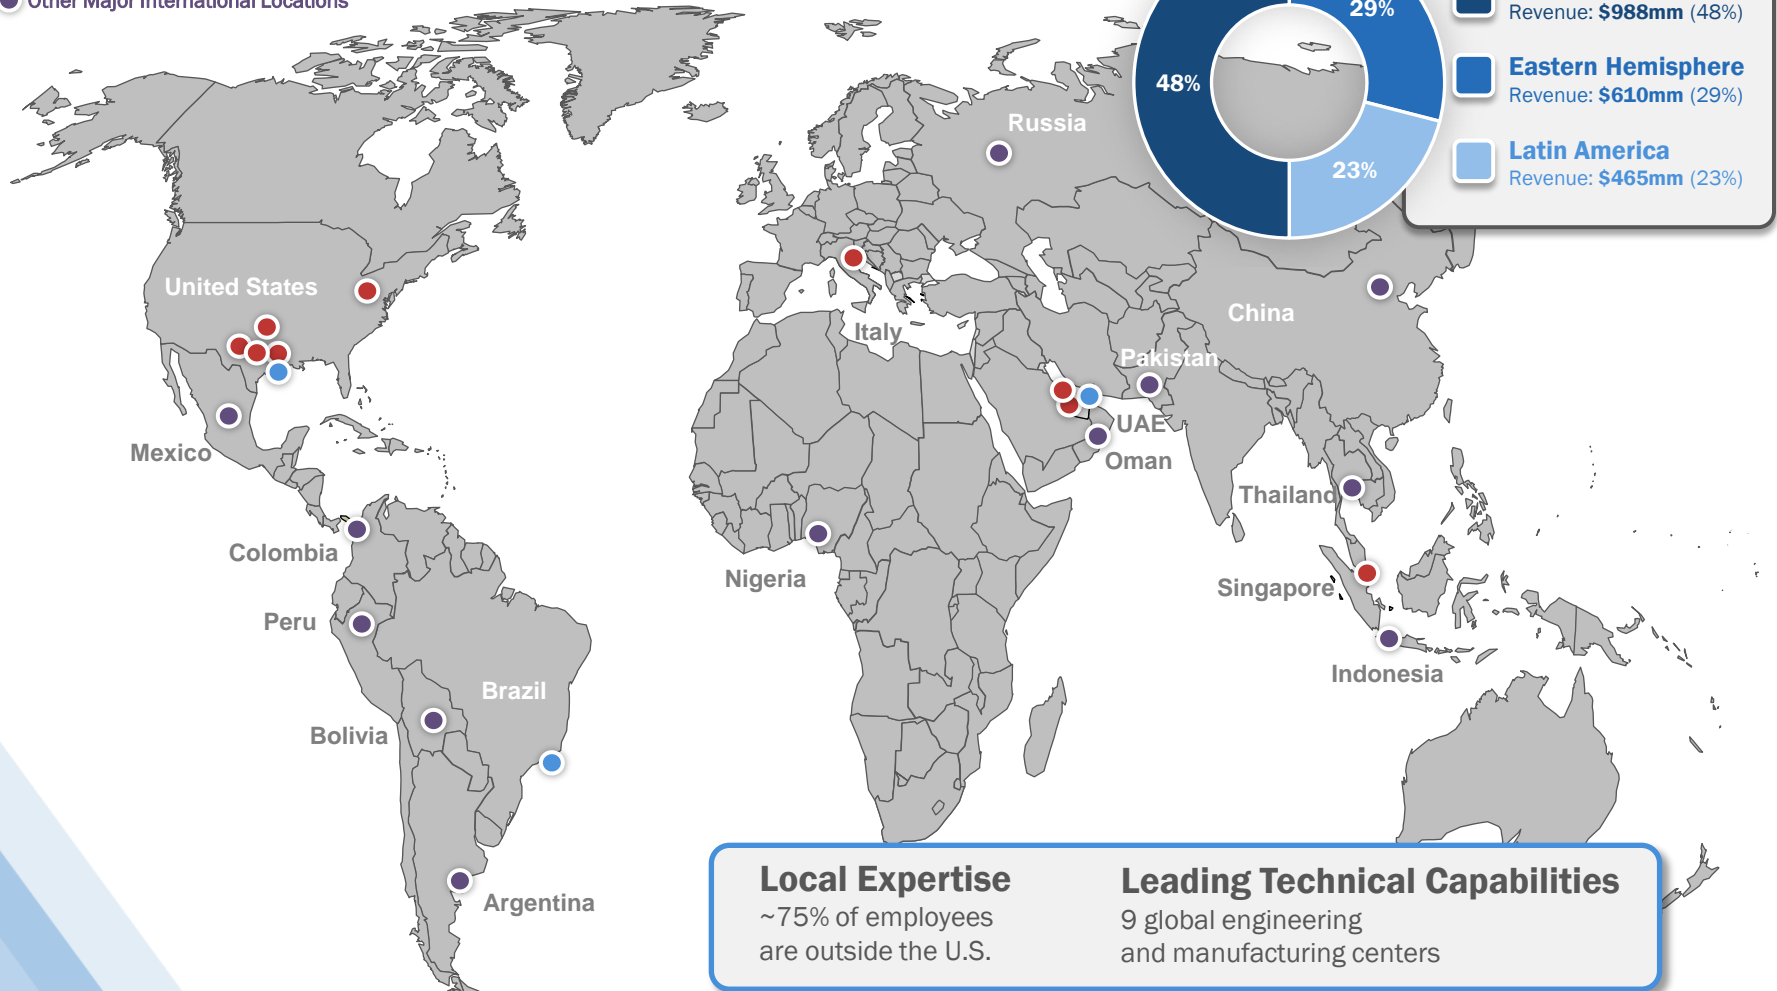 Other Major International Locations
29%
48%
23%
Revenue: $988mm (48%)
Eastern Hemisphere
Revenue: $610mm (29%)
Latin America
Revenue: $465mm (23%)
Russia
United States
China
Italy
Pakistan
UAE
Oman
Mexico
Thailand
Colombia
Nigeria
Singapore
Peru
Indonesia
Brazil
Bolivia
Argentina
Local Expertise
~75% of employees
are outside the U.S.
Leading Technical Capabilities
9 global engineering
and manufacturing centers